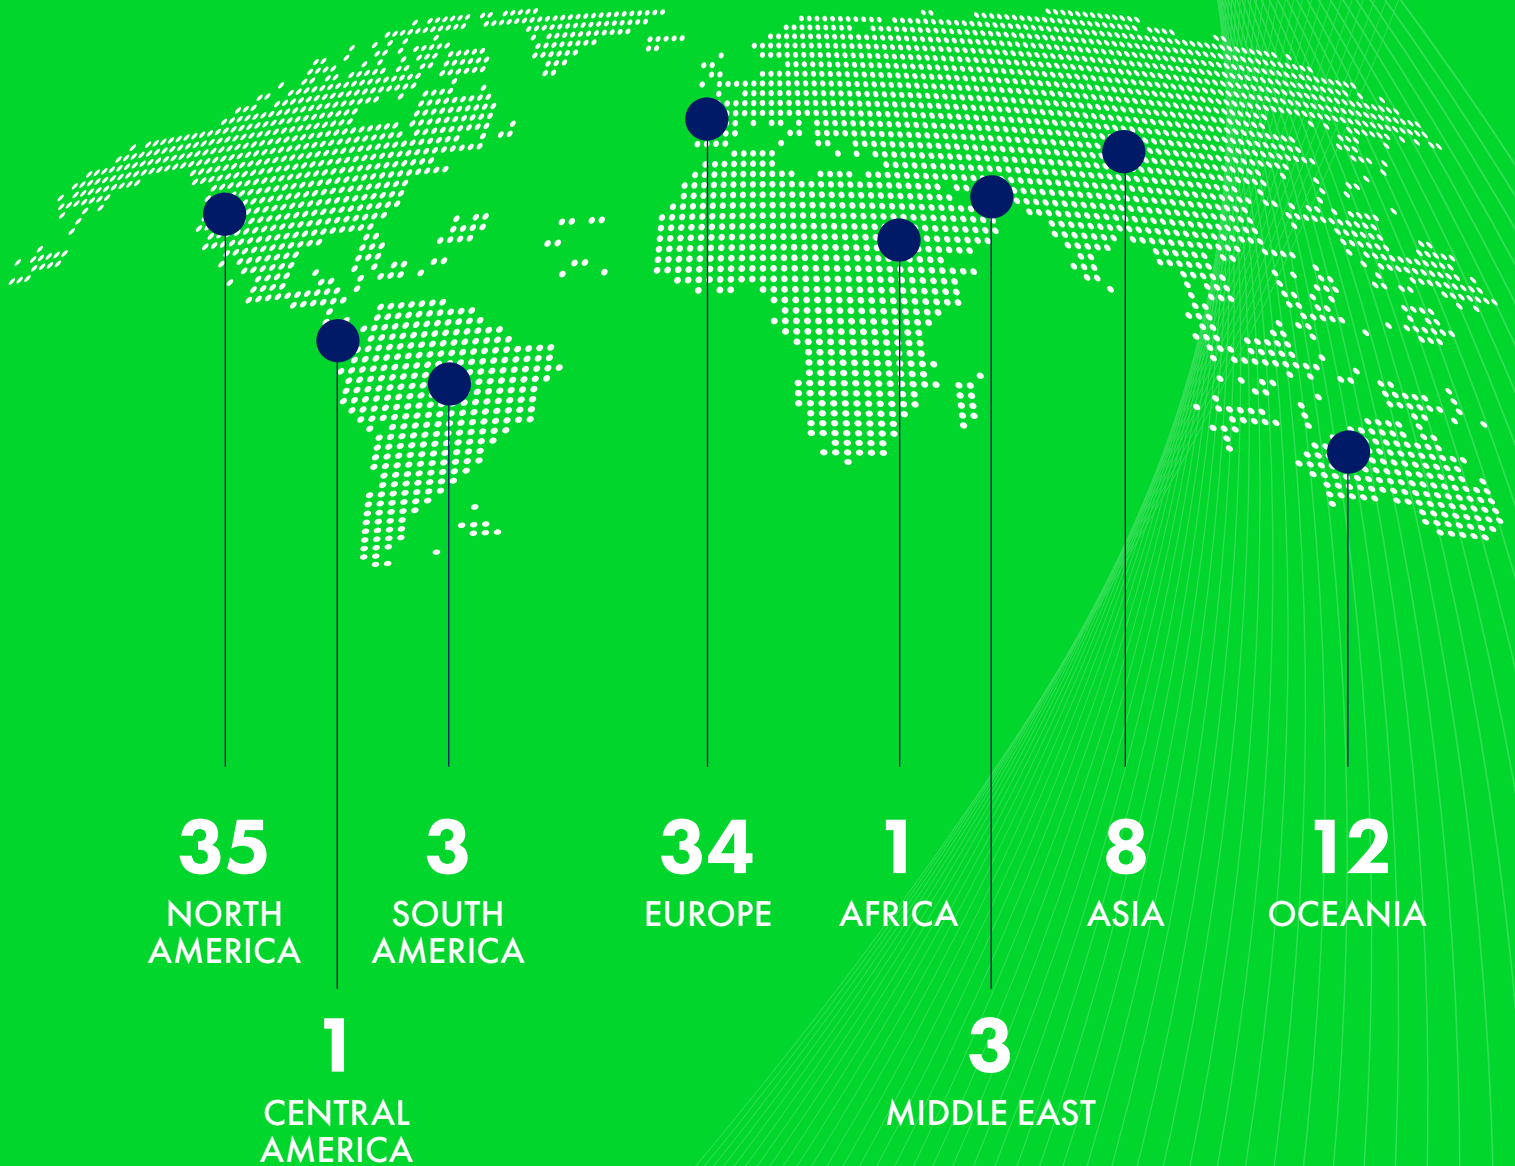 35
NORTH
AMERICA
3
SOUTH
AMERICA
34
EUROPE
1
AFRICA
8
ASIA
12
OCEANIA
1
CENTRAL
AMERICA
3
MIDDLE EAST